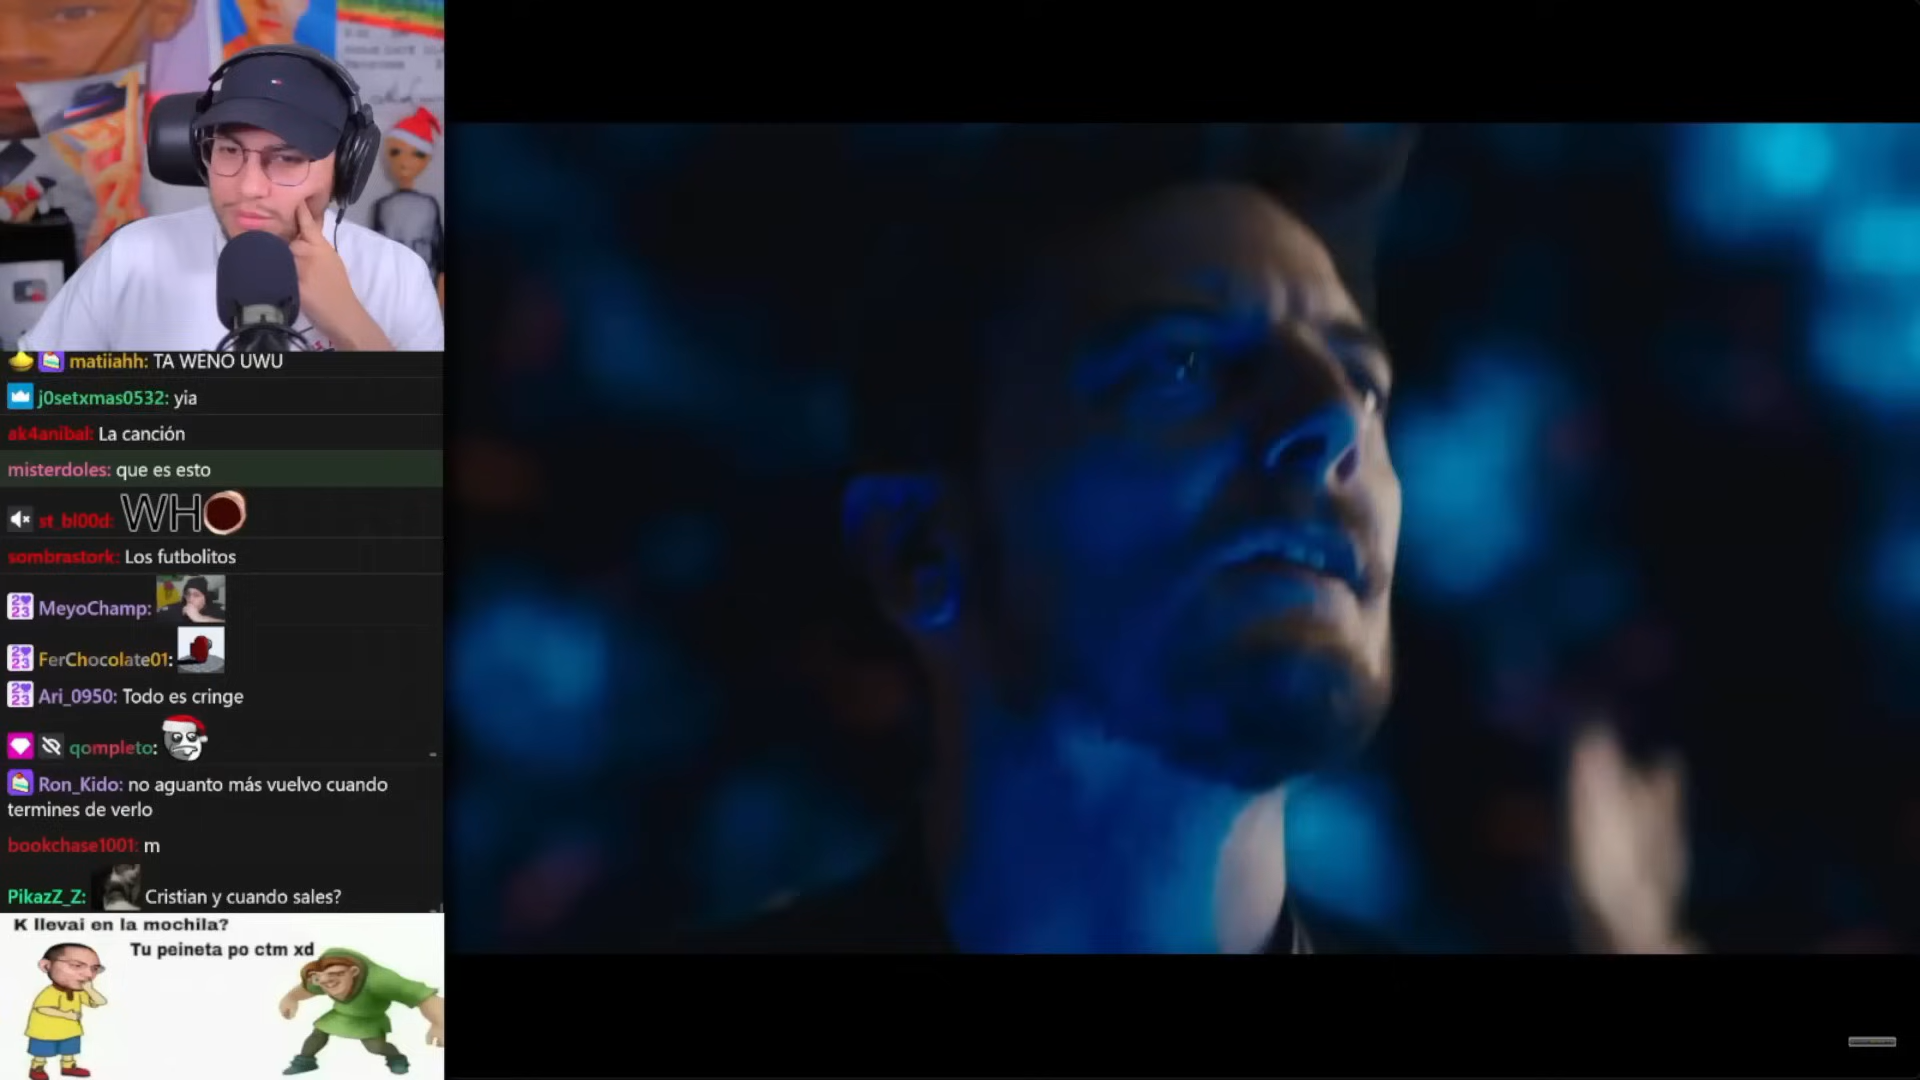 matiiahh: TA WENO UWU
j0setxmas0532: yia
ak4anibal: La canción
misterdoles: que es esto
st_bl00d: WHO
sombrastork: Los futbolitos
MeyoChamp:
FerChocolate01:
Ari_0950: Todo es cringe
qompleto:
Ron_Kido: no aguanto más vuelvo cuando
termines de verlo
bookchase1001: m
PikazZ_Z: Cristian y cuando sales?
K llevai en la mochila?
Tu peineta po ctm xd